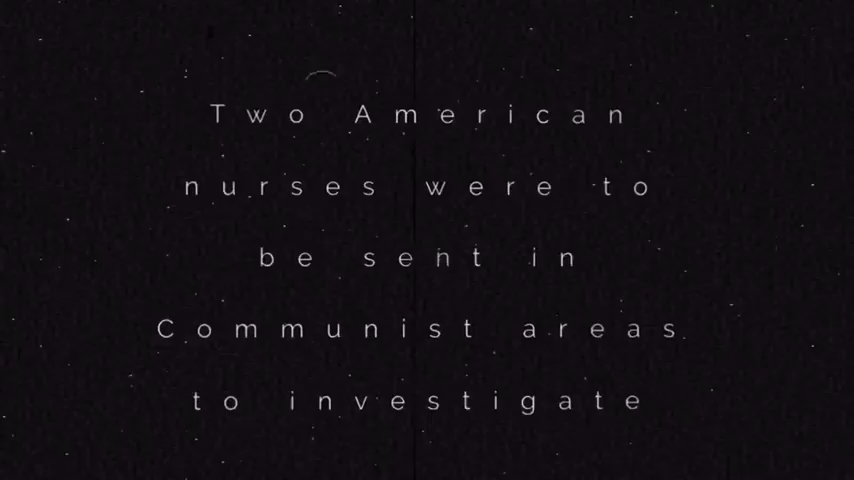 Two American
nurses were to
be sent in
Communist areas
to investigate